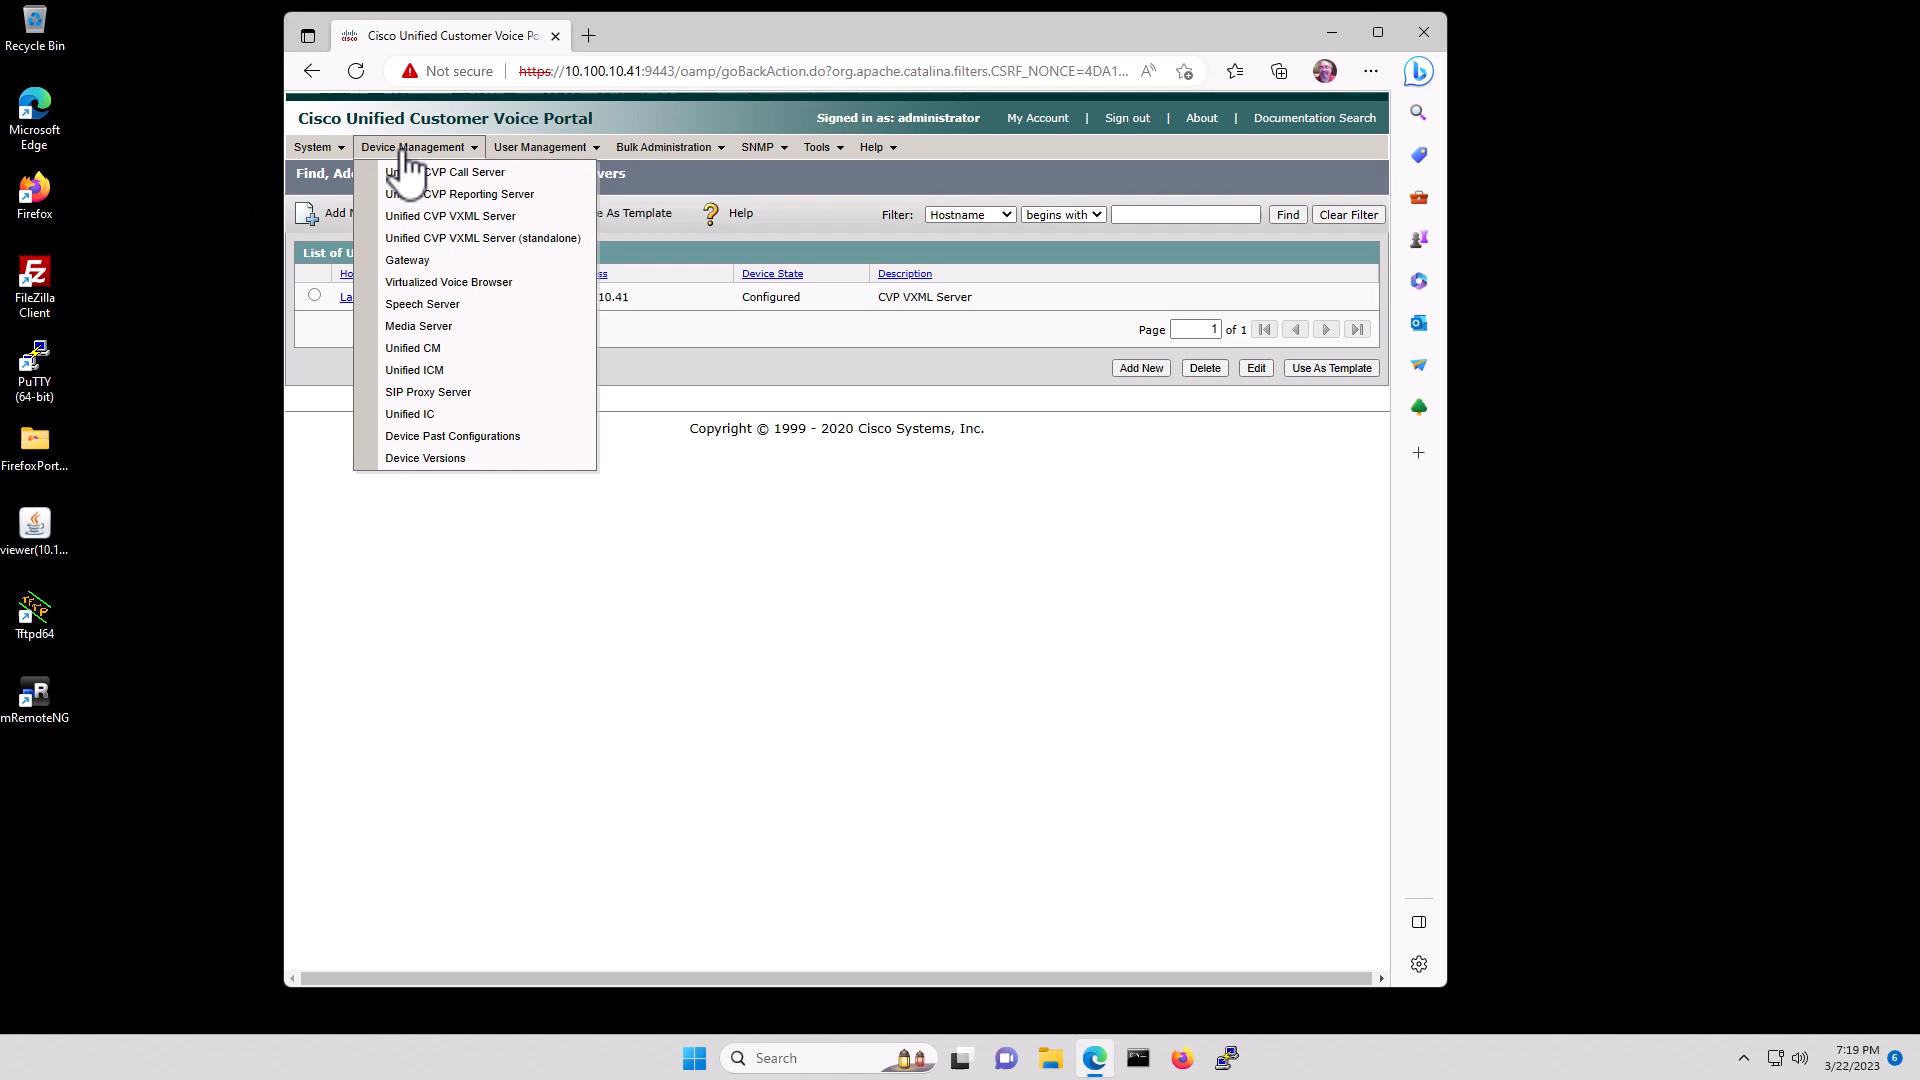 Recycle Bin
Microsoft
Edge
Firefox
FileZilla
Client
PuTTY
(64-bit)
FirefoxPort...
viewer(10.1...
Tftpd64
mRemoteNG
Cisco Unified Customer Voice Po
Not secure
https://10.100.10.41:9443/oamp/goBackAction.do?org.apache.catalina.filters.CSRF_NONCE=4DA1...
Cisco Unified Customer Voice Portal
Signed in as: administrator My Account | Sign out | About | Documentation Search
System Device Management User Management Bulk Administration SNMP Tools Help
Find, Ad
vers
Add
e As Template
Help
Filter: Hostname begins with Find Clear Filter
List of U
Ho
ss
Device State
Description
La
10.41
Configured
CVP VXML Server
Page 1 of 1
Add New Delete Edit Use As Template
Copyright © 1999 - 2020 Cisco Systems, Inc.
CVP Call Server
CVP Reporting Server
Unified CVP VXML Server
Unified CVP VXML Server (standalone)
Gateway
Virtualized Voice Browser
Speech Server
Media Server
Unified CM
Unified ICM
SIP Proxy Server
Unified IC
Device Past Configurations
Device Versions
Search
7:19 PM
3/22/2023
6